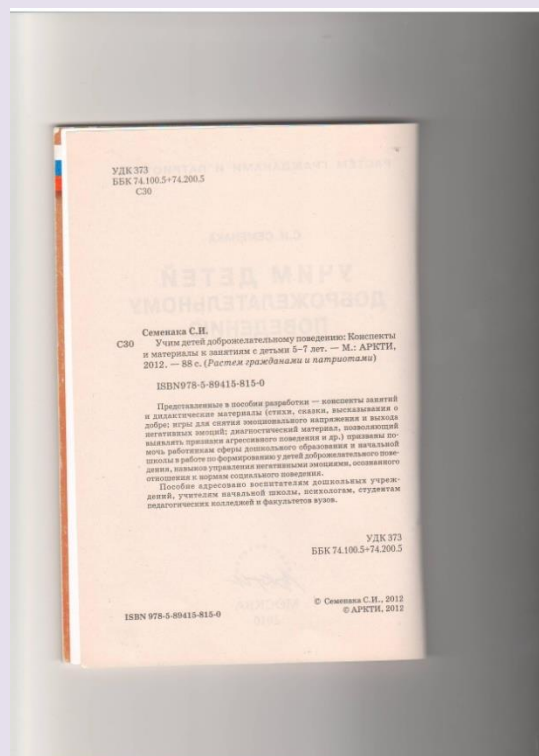 УДК 373
ББК 74.100.5+74.200.5
С30
Семенака С.И.
С30 Учим детей доброжелательному поведению: Конспекты
и материалы к занятиям с детьми 5–7 лет. — М.: АРКТИ,
2012. — 88 с. (Растем гражданами и патриотами)
ISBN978-5-89415-815-0
Представленные в пособии разработки — конспекты занятий
и дидактические материалы (стихи, сказки, высказывания о
добре; игры для снятия эмоционального напряжения и выхода
негативных эмоций; диагностический материал, позволяющий
выявлять признаки агрессивного поведения и др.) призваны по-
мочь работникам сферы дошкольного образования и начальной
школы в работе по формированию у детей доброжелательного пове-
дения, навыков управления негативными эмоциями, осознанного
отношения к нормам социального поведения.
Пособие адресовано воспитателям дошкольных учреж-
дений, учителям начальной школы, психологам, студентам
педагогических колледжей и факультетов вузов.
УДК 373
ББК 74.100.5+74.200.5
© Семенака С.И., 2012
ISBN 978-5-89415-815-0 © АРКТИ, 2012